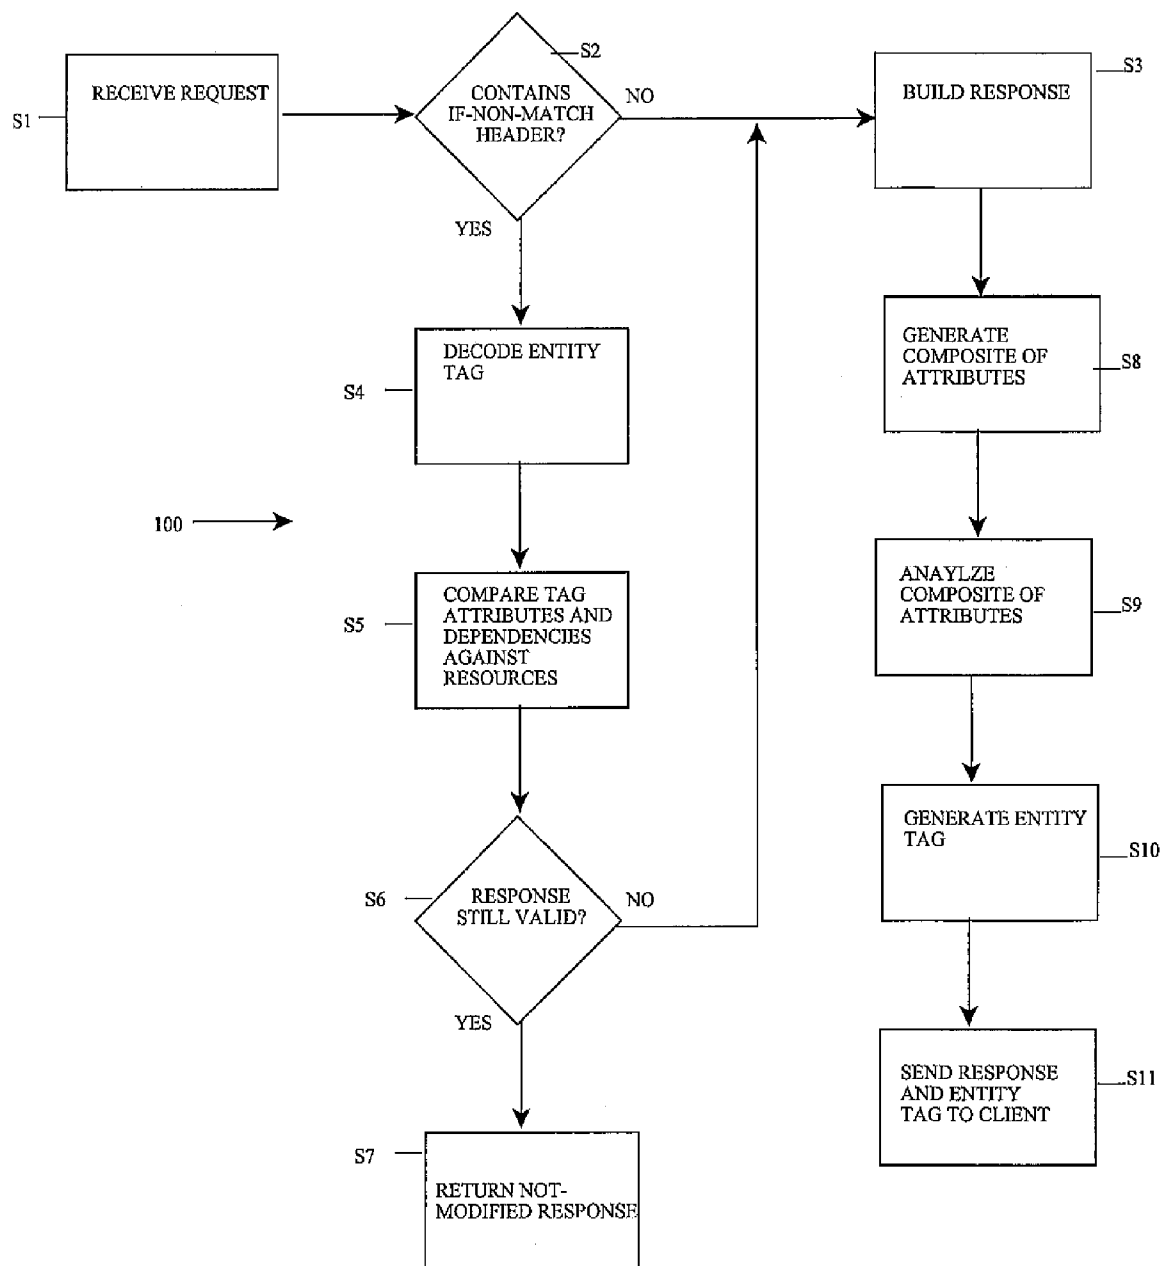 S1
RECEIVE REQUEST
S2
CONTAINS
IF-NON-MATCH
HEADER?
NO
YES
S3
BUILD RESPONSE
S4
DECODE ENTITY
TAG
S8
GENERATE
COMPOSITE OF
ATTRIBUTES
100
S5
COMPARE TAG
ATTRIBUTES AND
DEPENDENCIES
AGAINST
RESOURCES
S9
ANAYLZE
COMPOSITE OF
ATTRIBUTES
S6
RESPONSE
STILL VALID?
NO
YES
S10
GENERATE ENTITY
TAG
S7
RETURN NOT-
MODIFIED RESPONSE
S11
SEND RESPONSE
AND ENTITY
TAG TO CLIENT